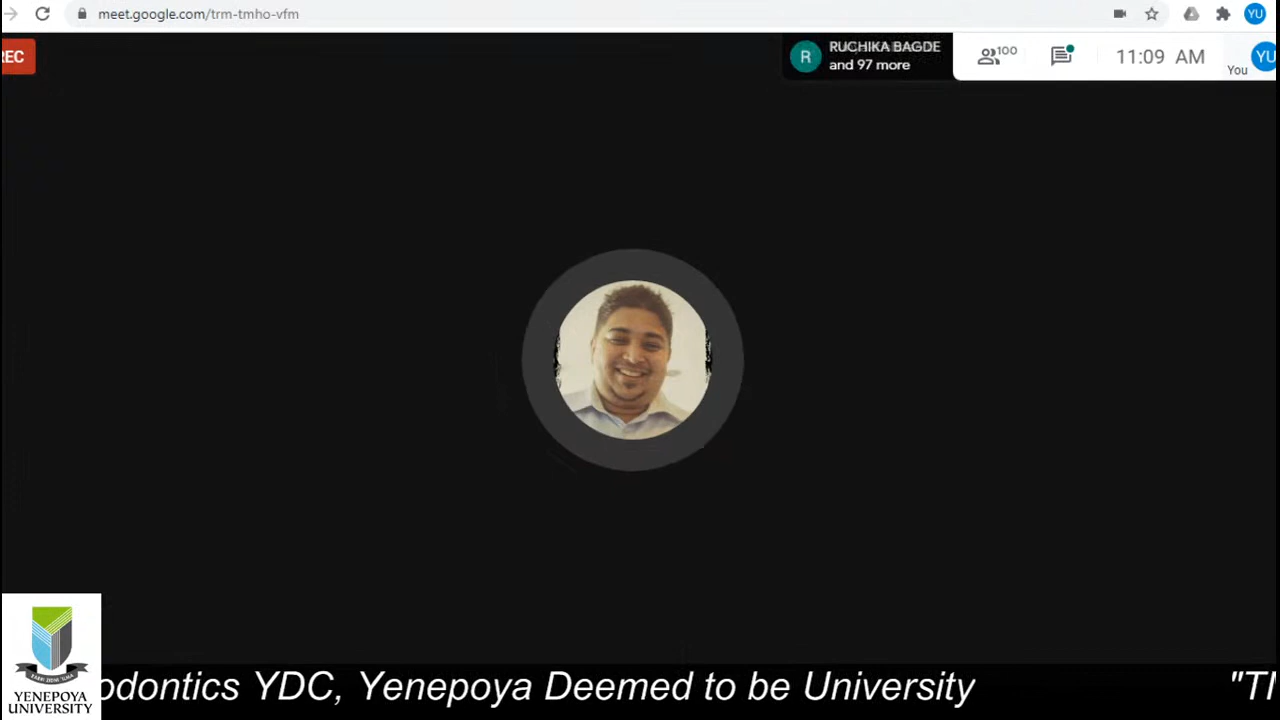 meet.google.com/trm-tmho-vfm
YU
REC
R
RUCHIKA BAGDE
and 97 more
100
11:09 AM
You
YU
YENEPOYA
UNIVERSITY
odontics YDC, Yenepoya Deemed to be University